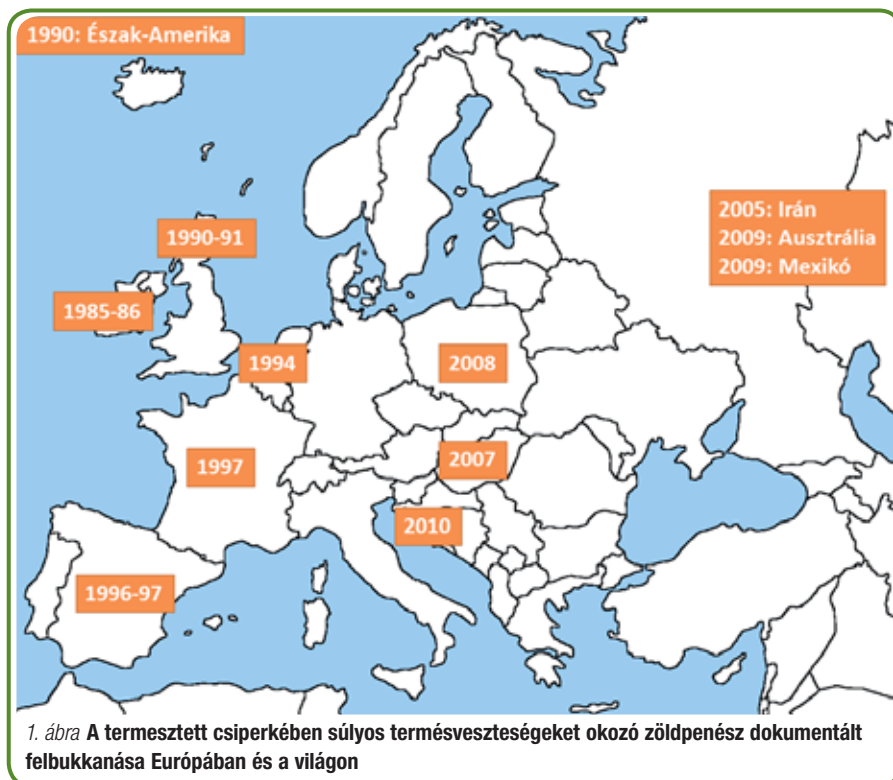 1990: Észak-Amerika
1990-91
2005: Irán
2009: Ausztrália
2009: Mexikó
1985-86
1994
2008
1997
2007
2010
1996-97
1. ábra A termesztett csiperkében súlyos termésveszteségeket okozó zöldpenész dokumentált
felbukkanása Európában és a világon